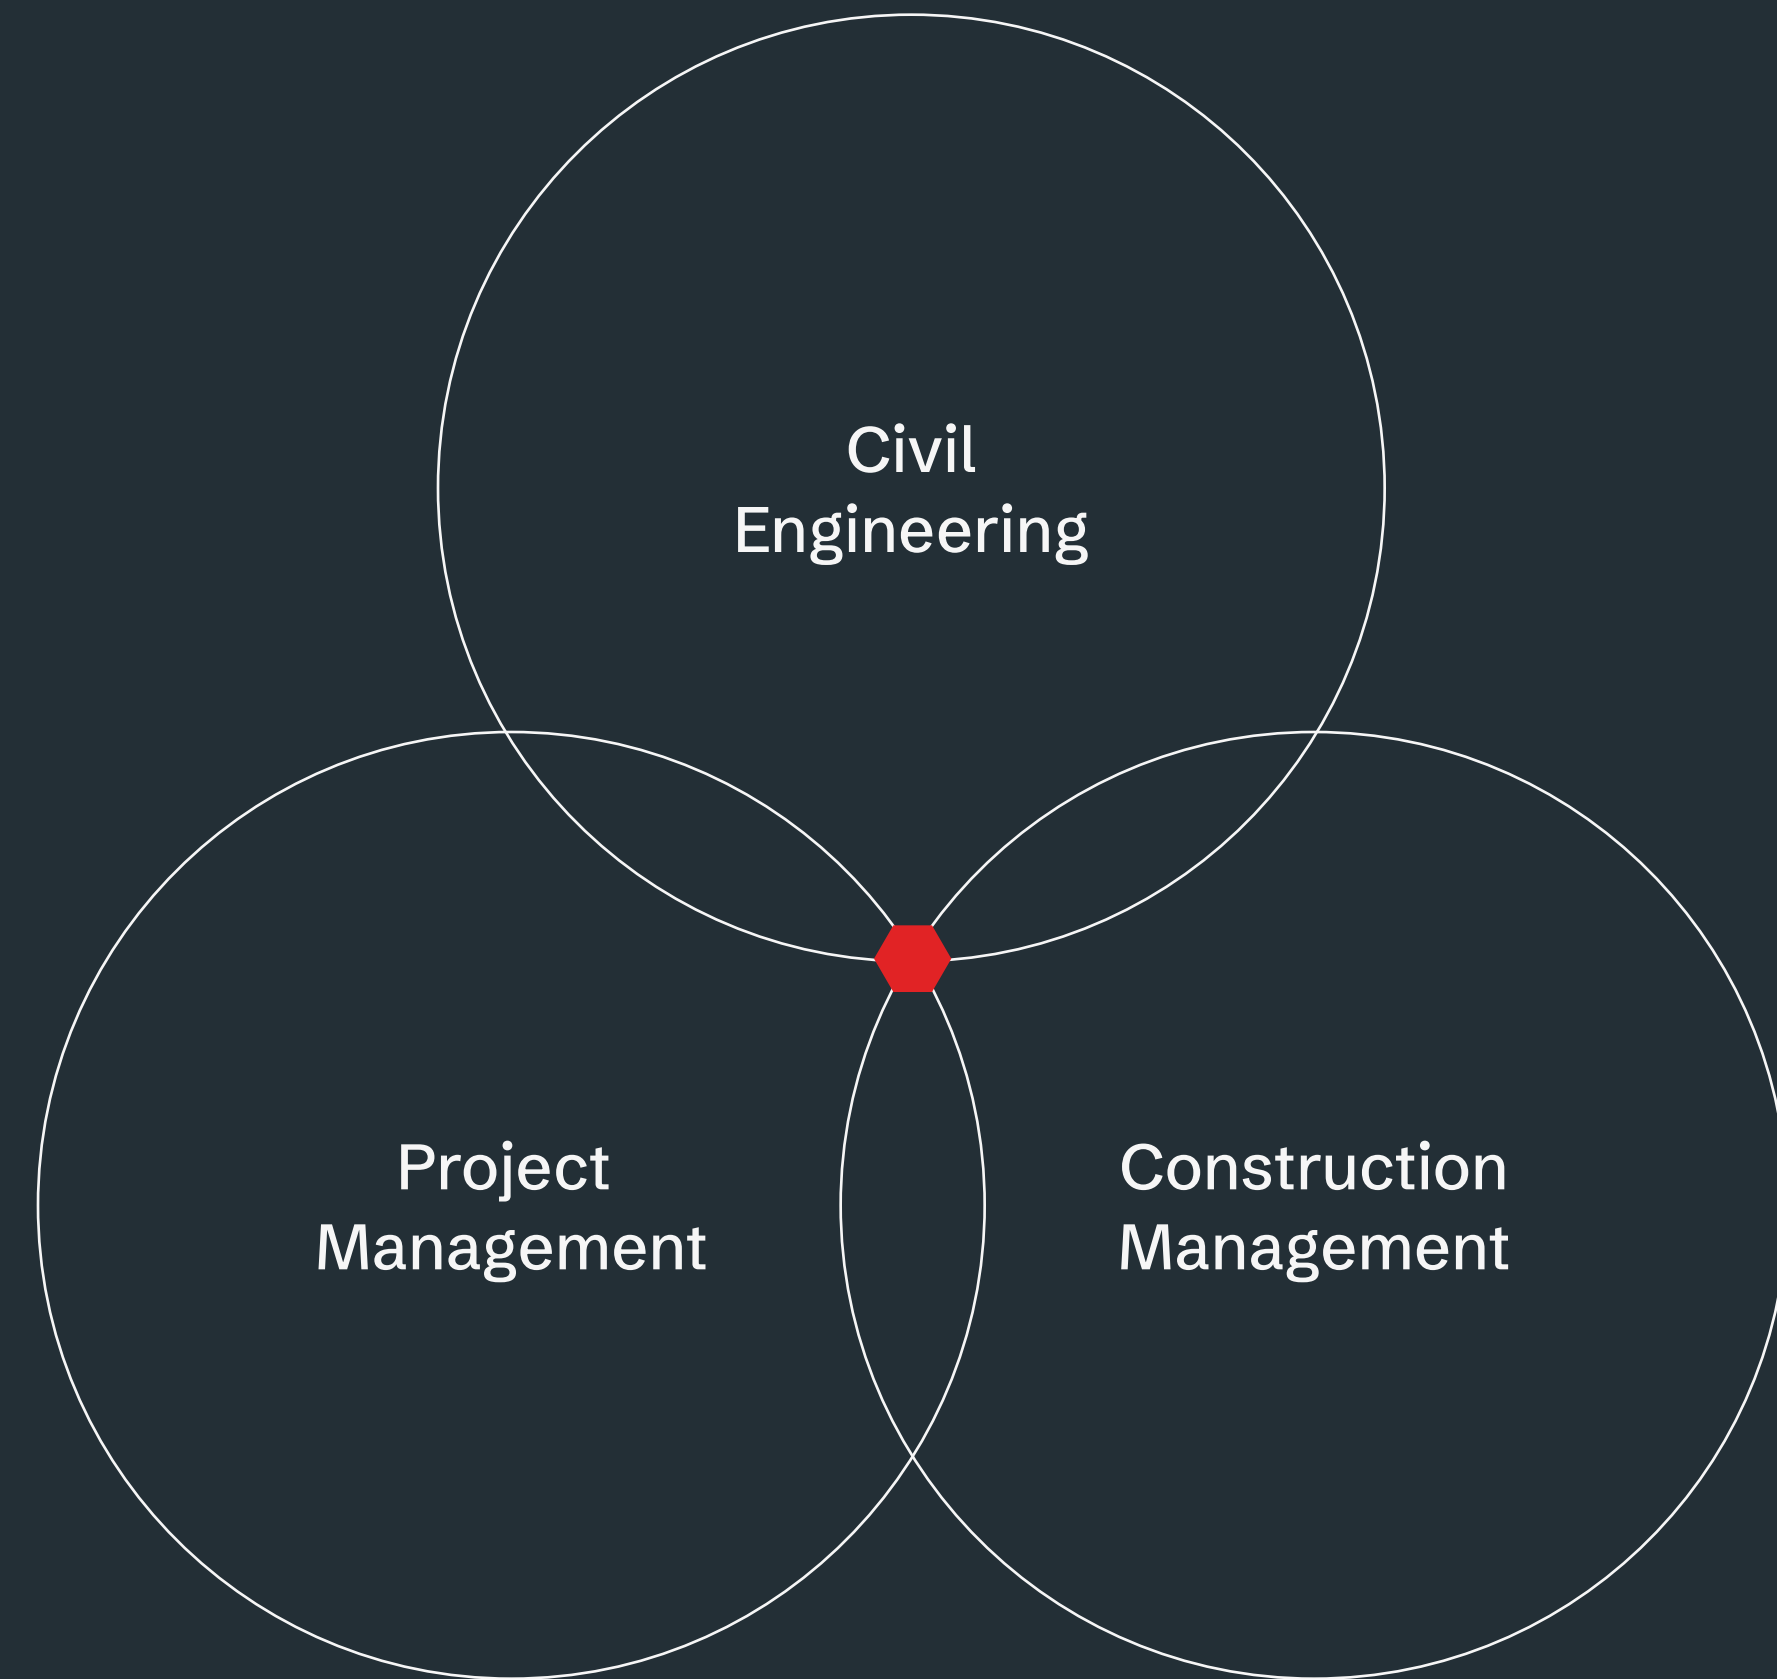 Civil
Engineering
Project
Management
Construction
Management